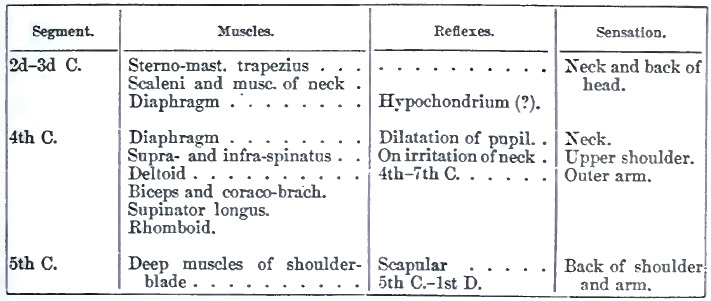 Segment. Muscles. Reflexes. Sensation.
2d–3d C. Sterno-mast. trapezius . . . . . . . . . . . . . Neck and back of
Scaleni and musc. of neck . head.
Diaphragm . . . . . . . . Hypochondrium (?).
4th C. Diaphragm . . . . . . . . Dilatation of pupil. . Neck.
Supra- and infra-spinatus . . On irritation of neck . Upper shoulder.
Deltoid . . . . . . . . . . 4th–7th C. . . . . . . Outer arm.
Biceps and coraco-brach.
Supinator longus.
Rhomboid.
5th C. Deep muscles of shoulder- Scapular . . . . . Back of shoulder
blade . . . . . . . . . . 5th C.–1st D. and arm.